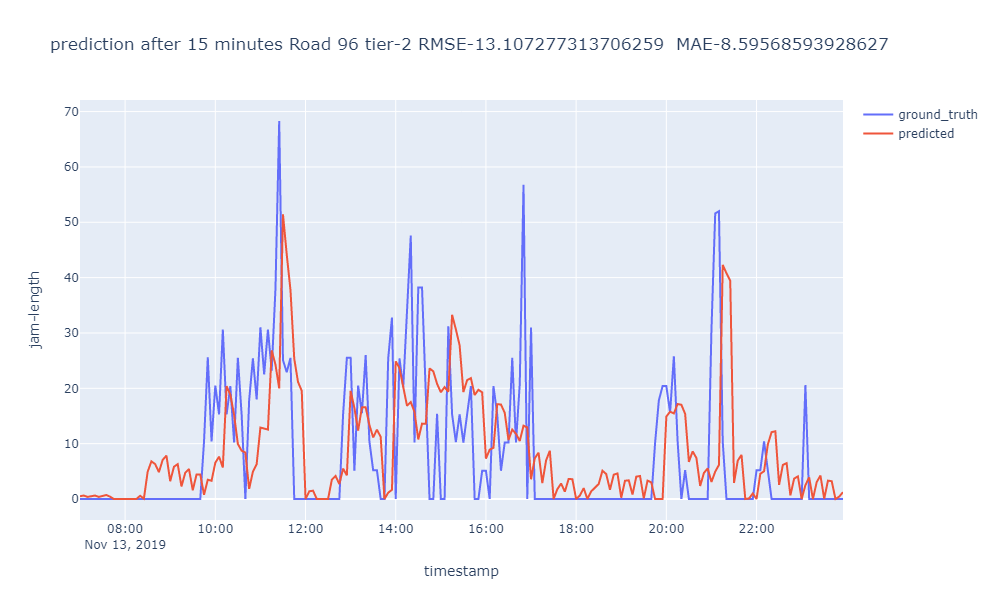 prediction after 15 minutes Road 96 tier-2 RMSE-13.107277313706259  MAE-8.59568593928627
ground_truth
predicted
70
60
50
40
30
20
10
0
jam-length
08:00 10:00 12:00 14:00 16:00 18:00 20:00 22:00
Nov 13, 2019
timestamp